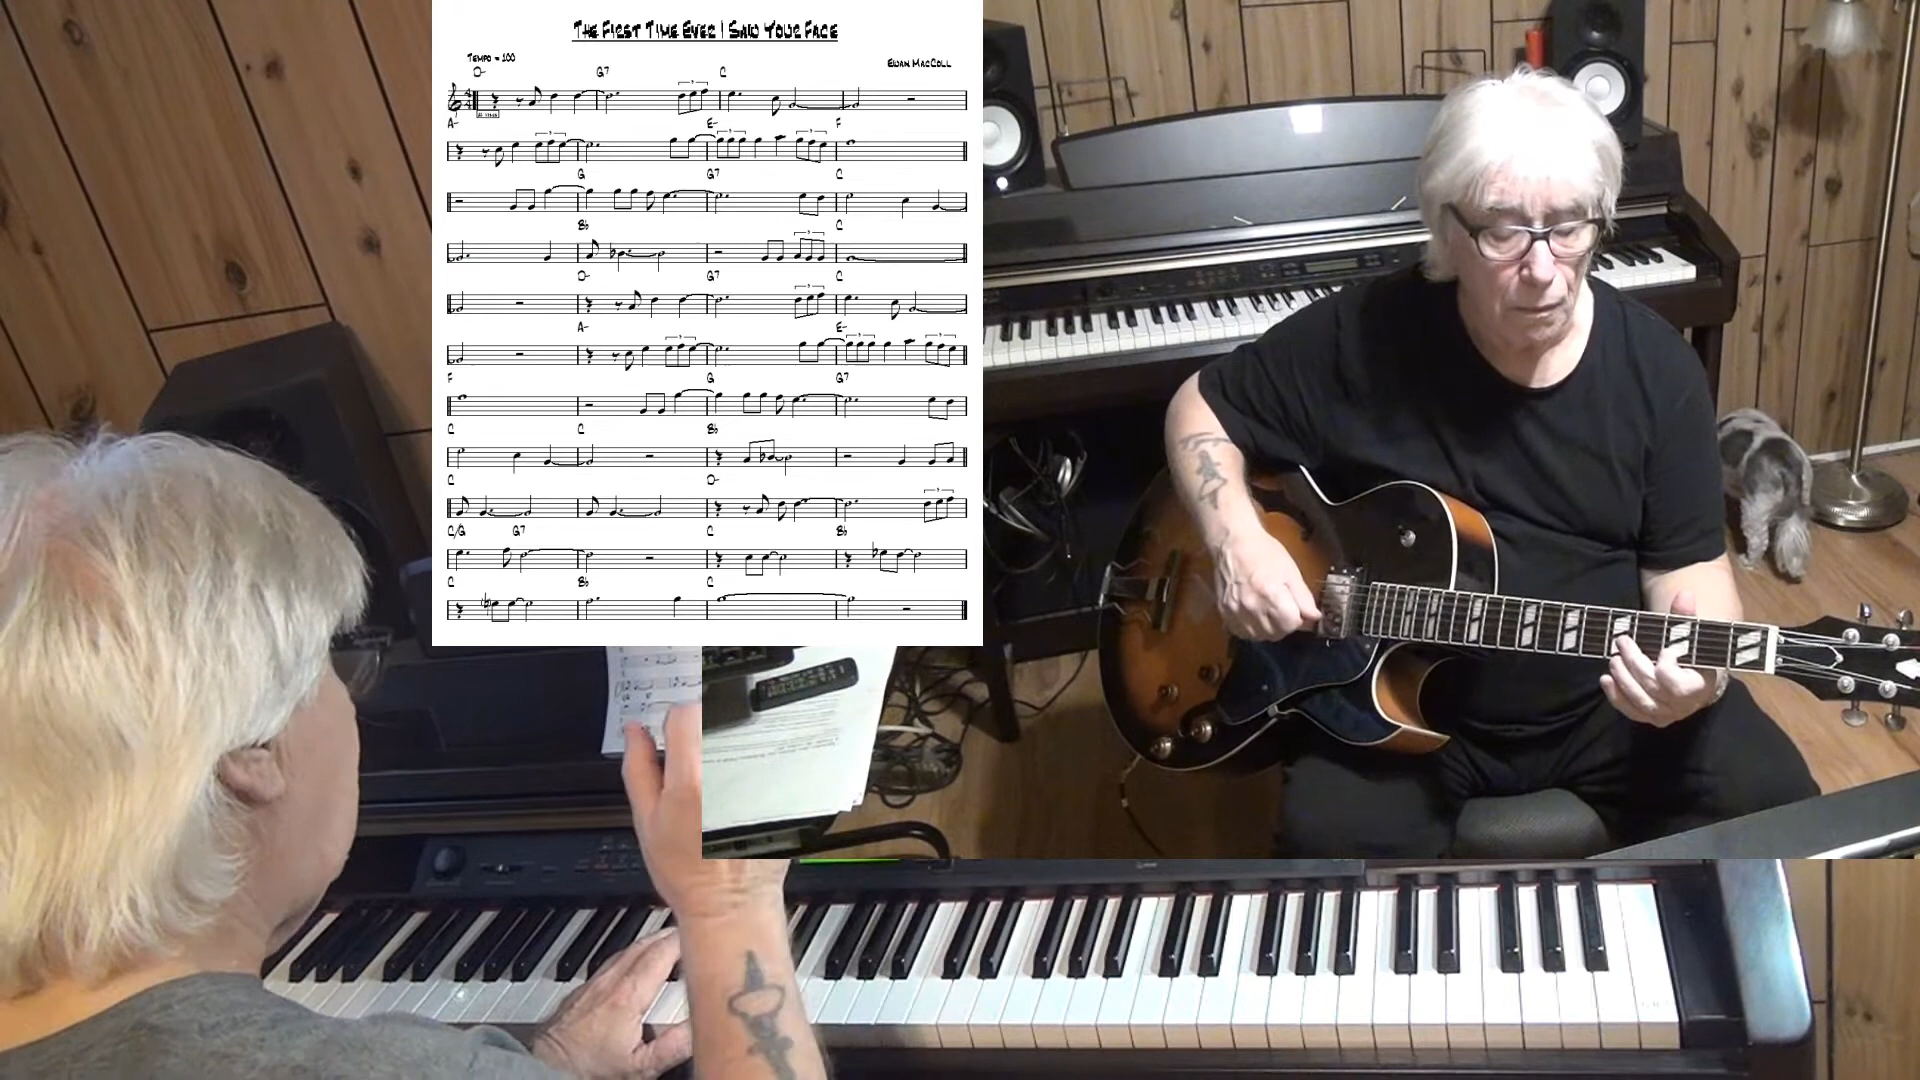 The First Time Ever I Saw Your Face
Tempo = 100
Ewan MacColl
D- G7 C
A- E- F
G G7 C
Bb C
D- G7 C
A- E-
F G G7
C C Bb
C D-
C/G G7 C Bb
C Bb C